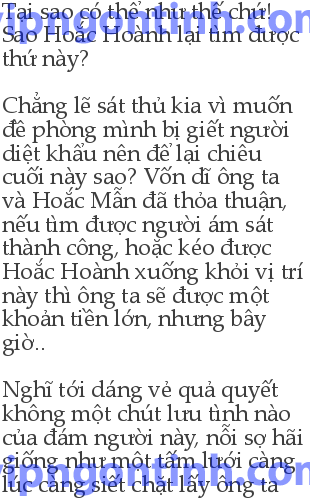 Tại sao có thể như thế chứ!
vipngontinh.com
Sao Hoắc Hoành lại tìm được
thứ này?
Chẳng lẽ sát thủ kia vì muốn
đề phòng mình bị giết người
diệt khẩu nên để lại chiêu
cuối này sao? Vốn dĩ ông ta
và Hoắc Mẫn đã thỏa thuận,
nếu tìm được người ám sát
thành công, hoặc kéo được
Hoắc Hoành xuống khỏi vị trí
này thì ông ta sẽ được một
khoản tiền lớn, nhưng bây
giờ..
Nghĩ tới dáng vẻ quả quyết
không một chút lưu tình nào
của đám người này, nỗi sợ hãi
giống như một tấm lưới càng
vipngontinh.com
lúc càng siết chặt lấy ông ta